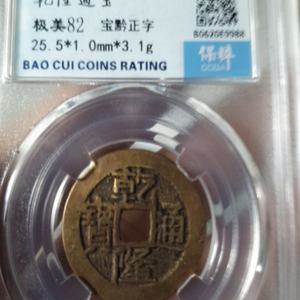 乾隆通宝
极美82 宝黔正字
25.5*1.0mm*3.1g
BAO CUI COINS RATING
保粹
乾隆通寶